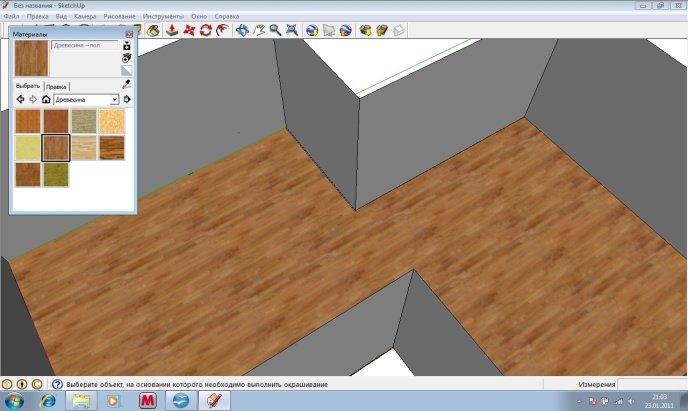 Без названия - SketchUp
Файл Правка Вид Камера Рисование Инструменты Окно Справка
Материалы
Древесина – пол
Выбрать Правка
Древесина
Выберите объект, на основании которого необходимо выполнить окрашивание
Измерения
21:03
23.01.2011